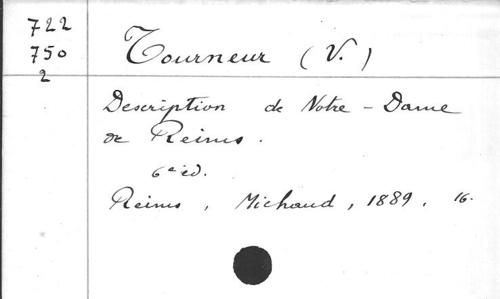 722
750
2
Tourneur (V.)
Description de Notre-Dame
de Reims.
6e éd.
Reims, Michaud, 1889, 16.